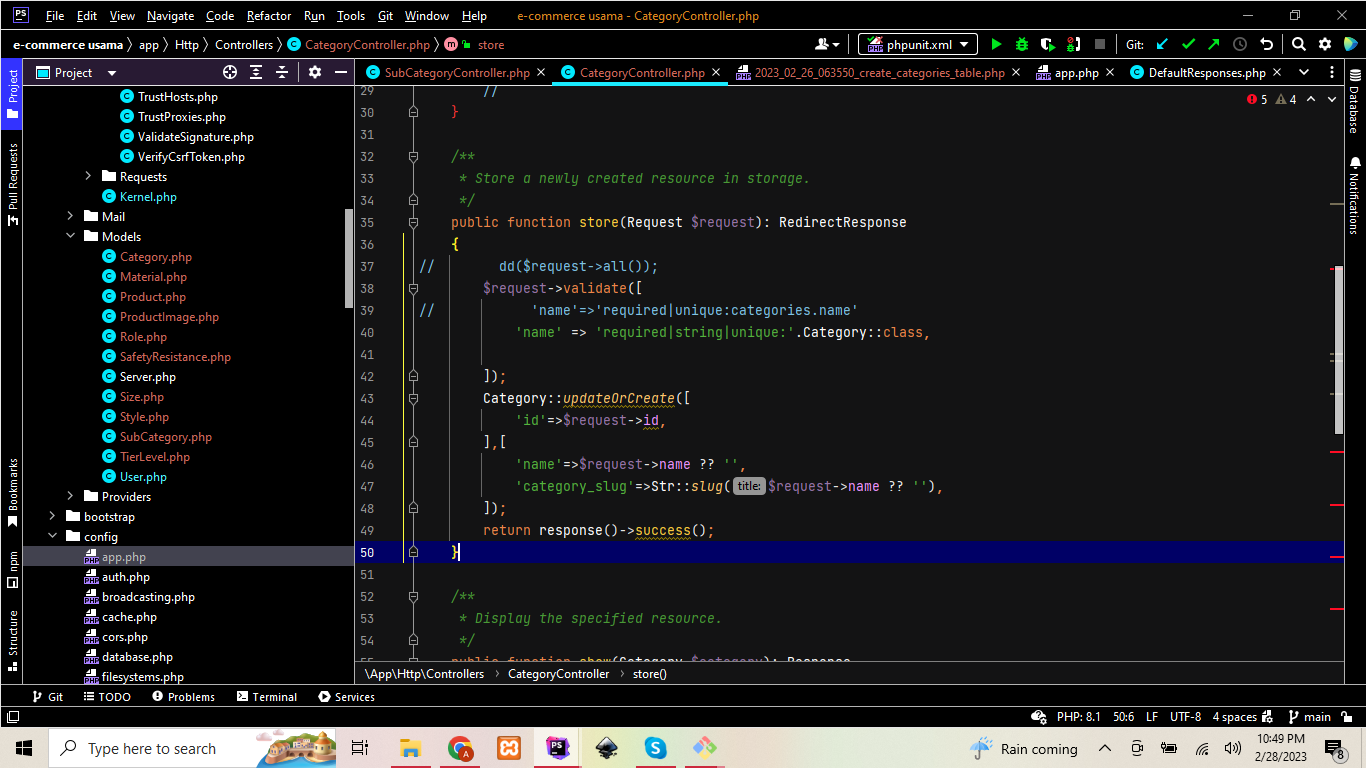 PS File Edit View Navigate Code Refactor Run Tools Git Window Help e-commerce usama - CategoryController.php
e-commerce usama app Http Controllers CategoryController.php m store phpunit.xml Git:
Project SubCategoryController.php CategoryController.php 2023_02_26_063550_create_categories_table.php app.php DefaultResponses.php
Project
Pull Requests
Bookmarks
npm
Structure
TrustHosts.php
TrustProxies.php
ValidateSignature.php
VerifyCsrfToken.php
Requests
Kernel.php
Mail
Models
Category.php
Material.php
Product.php
ProductImage.php
Role.php
SafetyResistance.php
Server.php
Size.php
Style.php
SubCategory.php
TierLevel.php
User.php
Providers
bootstrap
config
app.php
auth.php
broadcasting.php
cache.php
cors.php
database.php
filesystems.php
5 4
29 //
30 }
31
32 /**
33 * Store a newly created resource in storage.
34 */
35 public function store(Request $request): RedirectResponse
36 {
37 // dd($request->all());
38 $request->validate([
39 // 'name'=>'required|unique:categories.name'
40 'name' => 'required|string|unique:'.Category::class,
41
42 ]);
43 Category::updateOrCreate([
44 'id'=>$request->id,
45 ],[
46 'name'=>$request->name ?? '',
47 'category_slug'=>Str::slug( title: $request->name ?? ''),
48 ]);
49 return response()->success();
50 }
51
52 /**
53 * Display the specified resource.
54 */
55 public function show(Category $category): Response
Database
Notifications
\App\Http\Controllers CategoryController store()
Git TODO Problems Terminal Services
PHP: 8.1 50:6 LF UTF-8 4 spaces main
Type here to search Rain coming 10:49 PM
2/28/2023 8